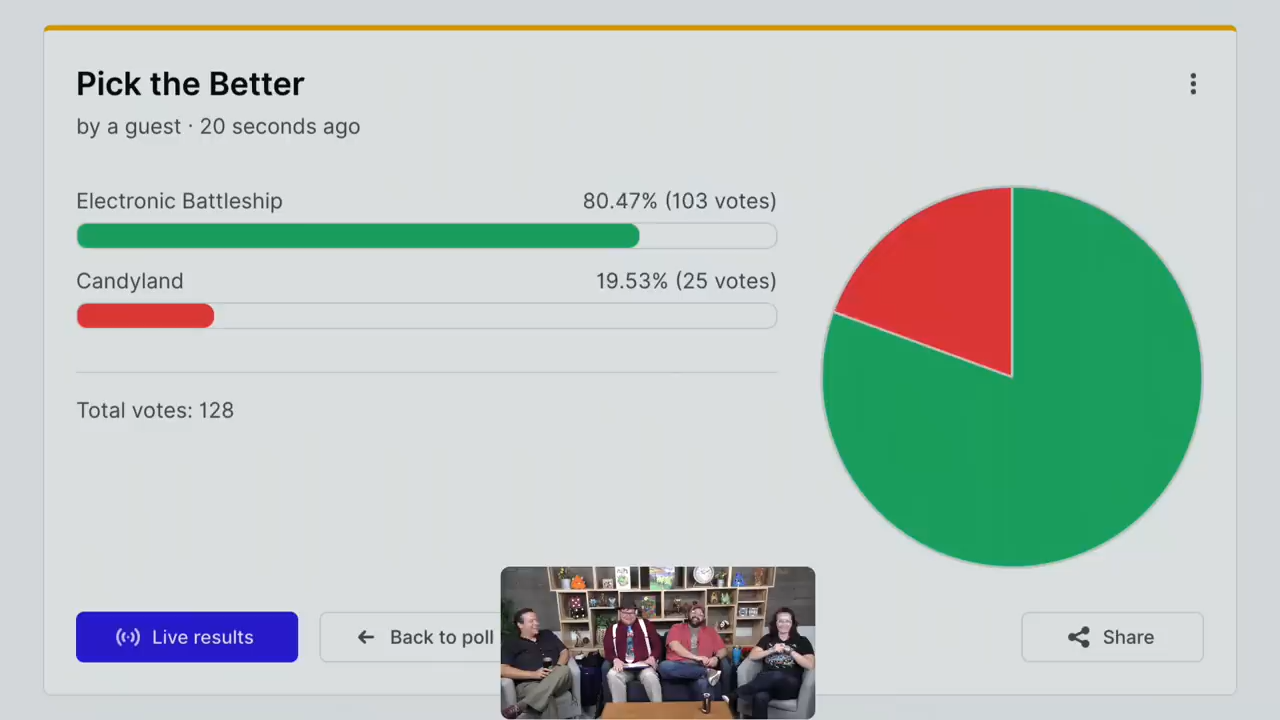 Pick the Better
by a guest · 20 seconds ago
Electronic Battleship 80.47% (103 votes)
Candyland 19.53% (25 votes)
Total votes: 128
Live results
Back to poll
Share